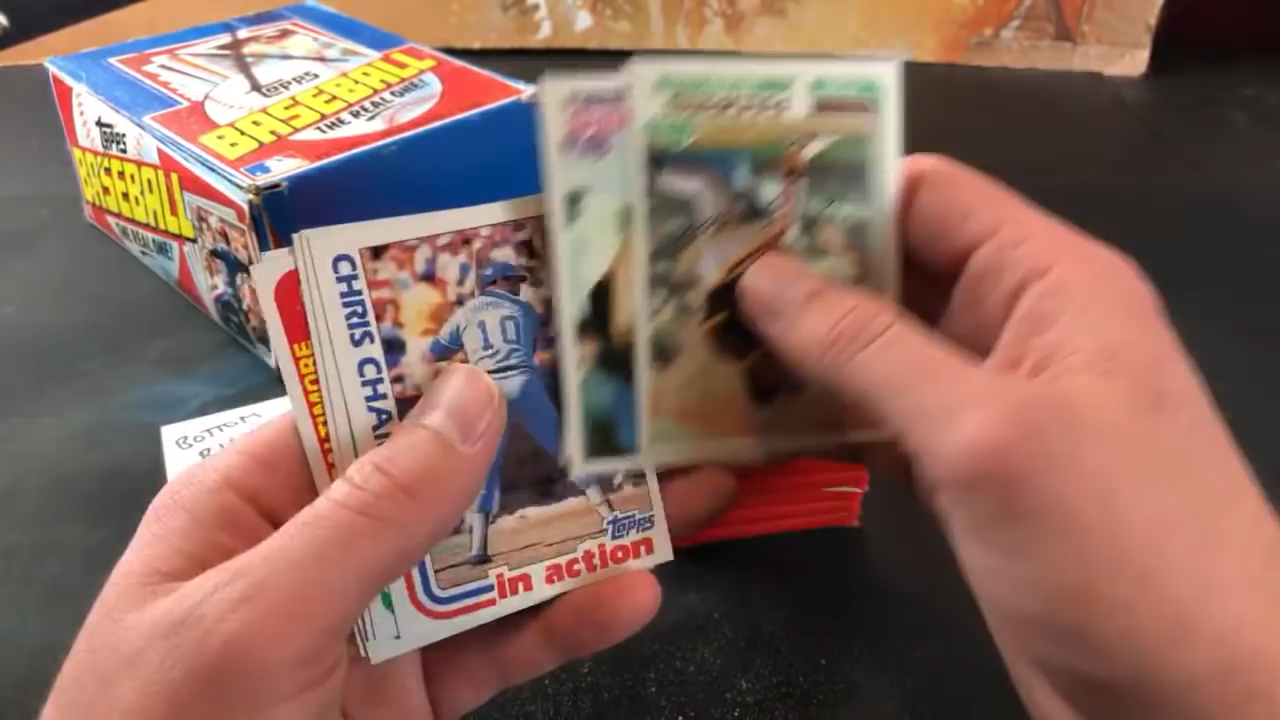 Topps
BASEBALL
THE REAL ONE!
Topps
BASEBALL
THE REAL ONE!
CHRIS CHA
10
Topps
in action
BOTTOM